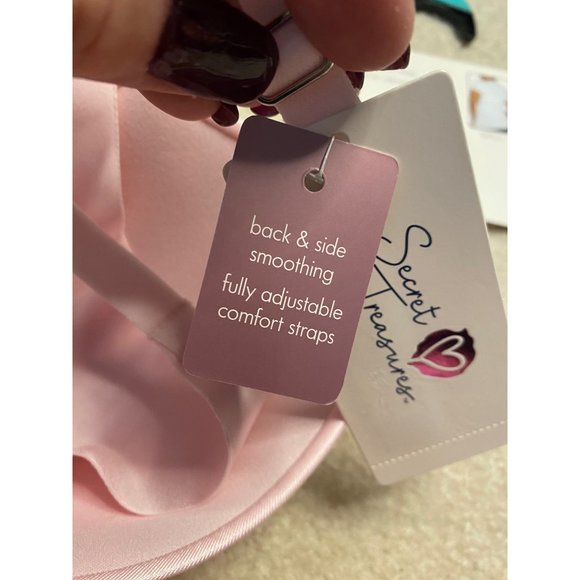 back & side
smoothing
fully adjustable
comfort straps
Secret
Treasures